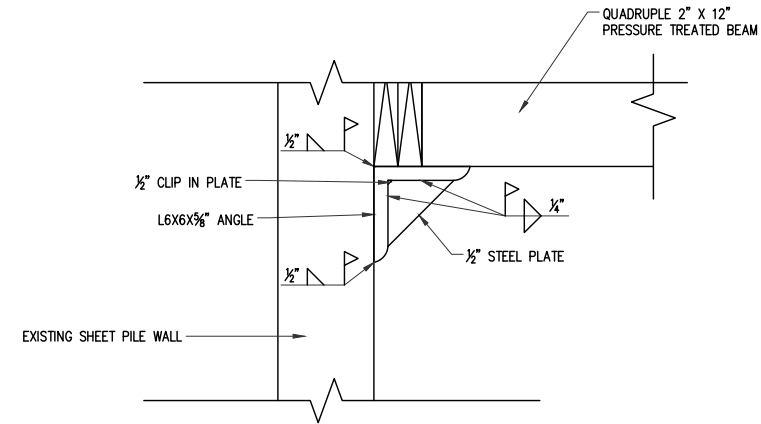 QUADRUPLE 2" X 12"
PRESSURE TREATED BEAM
½"
½" CLIP IN PLATE
L6X6X⅝" ANGLE
¼"
½" STEEL PLATE
½"
EXISTING SHEET PILE WALL